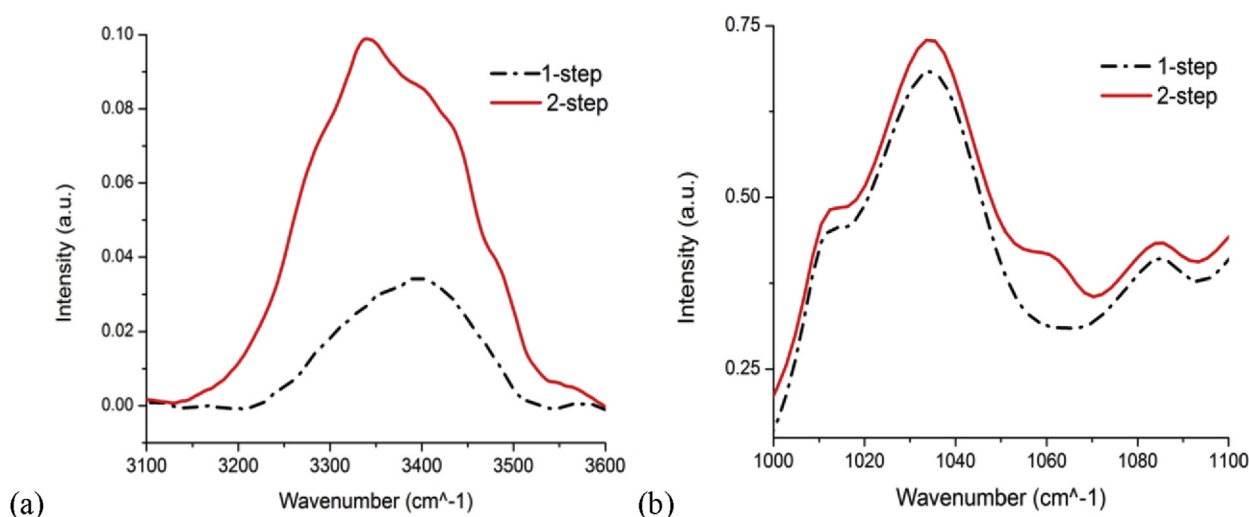 0.10
0.08
0.06
0.04
0.02
0.00
Intensity (a.u.)
1-step
2-step
3100 3200 3300 3400 3500 3600
Wavenumber (cm^-1)
(a)
0.75
0.50
0.25
Intensity (a.u.)
1-step
2-step
1000 1020 1040 1060 1080 1100
Wavenumber (cm^-1)
(b)